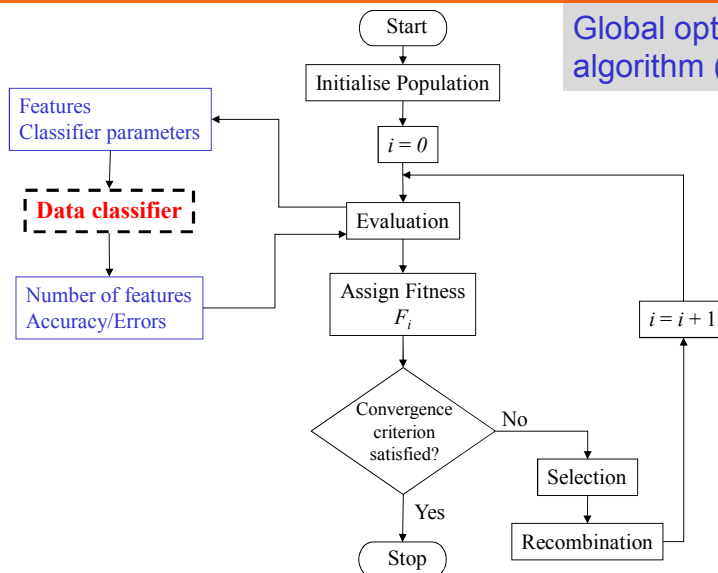 Start
Global opt
algorithm (
Initialise Population
Features
Classifier parameters
i = 0
Data classifier
Evaluation
Number of features
Accuracy/Errors
Assign Fitness
F_i
i = i + 1
Convergence
criterion
satisfied?
No
Selection
Yes
Recombination
Stop